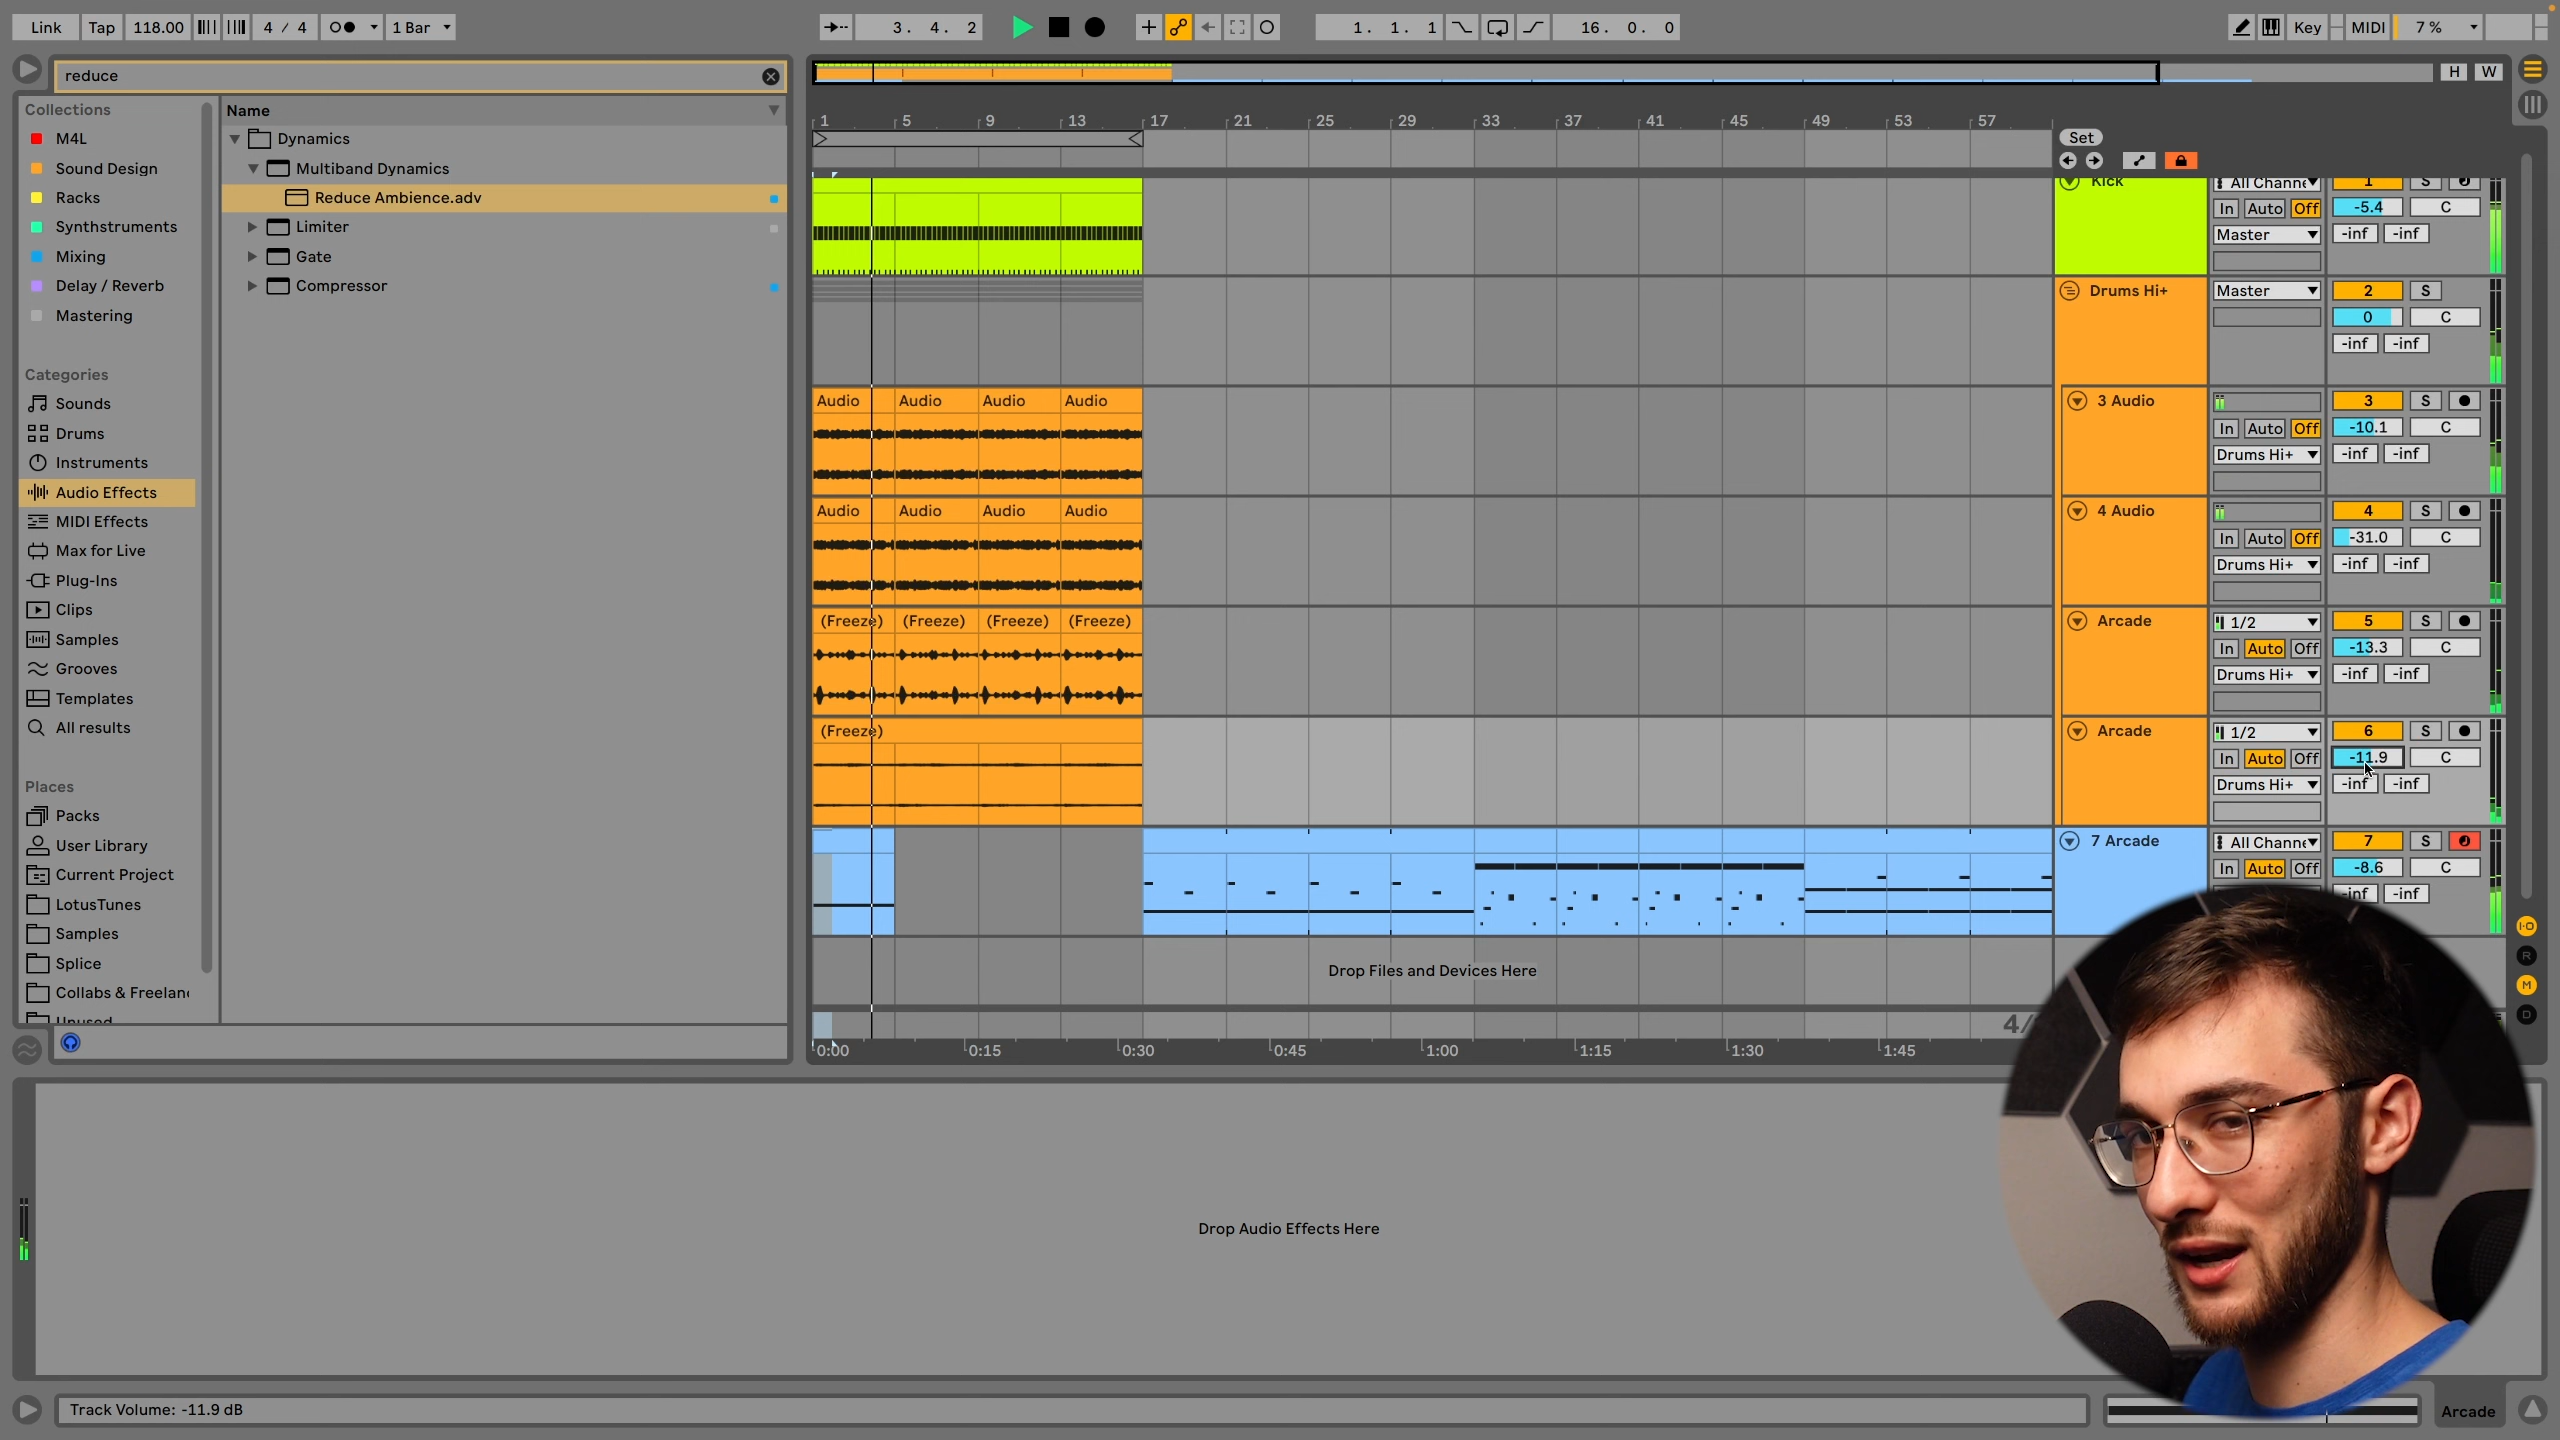 Link Tap 118.00 4 / 4 1 Bar 3. 4. 2 1. 1. 1 16. 0. 0 Key MIDI 7 %
reduce
H W
Collections
Name
M4L
Sound Design
Racks
Synthstruments
Mixing
Delay / Reverb
Mastering
Dynamics
Multiband Dynamics
Reduce Ambience.adv
Limiter
Gate
Compressor
Categories
Sounds
Drums
Instruments
Audio Effects
MIDI Effects
Max for Live
Plug-Ins
Clips
Samples
Grooves
Templates
All results
Places
Packs
User Library
Current Project
LotusTunes
Samples
Splice
Collabs & Freelan
Unused
1 5 9 13 17 21 25 29 33 37 41 45 49 53 57
Set
Kick All Channe 1 S
In Auto Off -5.4 C
Master -inf -inf
Drums Hi+ Master 2 S
0 C
-inf -inf
Audio Audio Audio Audio 3 Audio 3 S
In Auto Off -10.1 C
Drums Hi+ -inf -inf
Audio Audio Audio Audio 4 Audio 4 S
In Auto Off -31.0 C
Drums Hi+ -inf -inf
(Freeze) (Freeze) (Freeze) (Freeze) Arcade 1/2 5 S
In Auto Off -13.3 C
Drums Hi+ -inf -inf
(Freeze) Arcade 1/2 6 S
In Auto Off -11.9 C
Drums Hi+ -inf -inf
7 Arcade All Channe 7 S
In Auto Off -8.6 C
-inf -inf
I·O
R
M
D
Drop Files and Devices Here
4/
0:00 0:15 0:30 0:45 1:00 1:15 1:30 1:45
Drop Audio Effects Here
Track Volume: -11.9 dB
Arcade